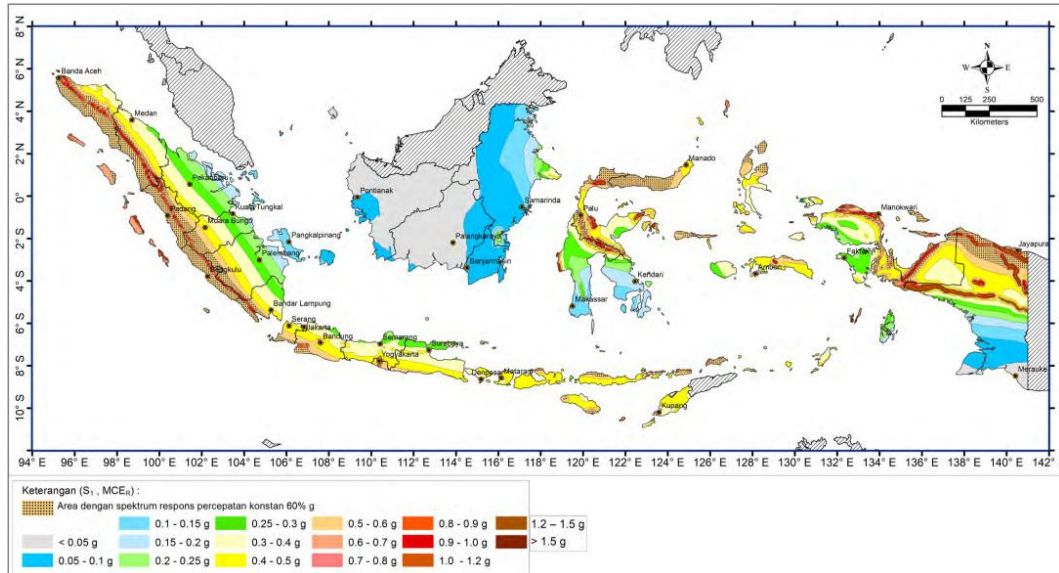 8° N
6° N
4° N
2° N
0°
2° S
4° S
6° S
8° S
10° S
N
W E
S
0 125 250 500
Kilometers
Banda Aceh
Medan
Manado
Pekanbaru
Pontianak
Samarinda
Kuala Tungkal
Padang
Palu
Manokwari
Muara Bungo
Pangkalpinang
Palangkaraya
Jayapura
Palembang
Fakfak
Bengkulu
Banjarmasin
Kendari
Ambon
Makassar
Bandar Lampung
Serang
Jakarta
Bandung
Semarang
Surabaya
Yogyakarta
Denpasar
Mataram
Merauke
Kupang
94° E 96° E 98° E 100° E 102° E 104° E 106° E 108° E 110° E 112° E 114° E 116° E 118° E 120° E 122° E 124° E 126° E 128° E 130° E 132° E 134° E 136° E 138° E 140° E 142° E
Keterangan (S₁, MCER) :
Area dengan spektrum respons percepatan konstan 60% g
0.1 - 0.15 g 0.25 - 0.3 g 0.5 - 0.6 g 0.8 - 0.9 g 1.2 – 1.5 g
< 0.05 g 0.15 - 0.2 g 0.3 - 0.4 g 0.6 - 0.7 g 0.9 - 1.0 g > 1.5 g
0.05 - 0.1 g 0.2 - 0.25 g 0.4 - 0.5 g 0.7 - 0.8 g 1.0 - 1.2 g